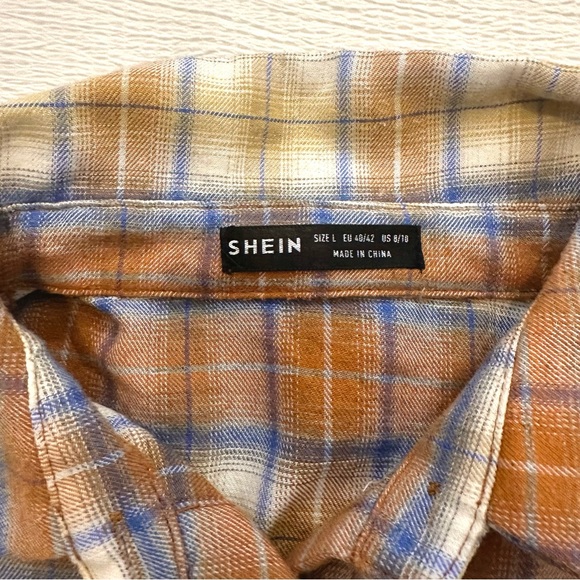 SHEIN
SIZE L EU 40/42 US 8/10
MADE IN CHINA